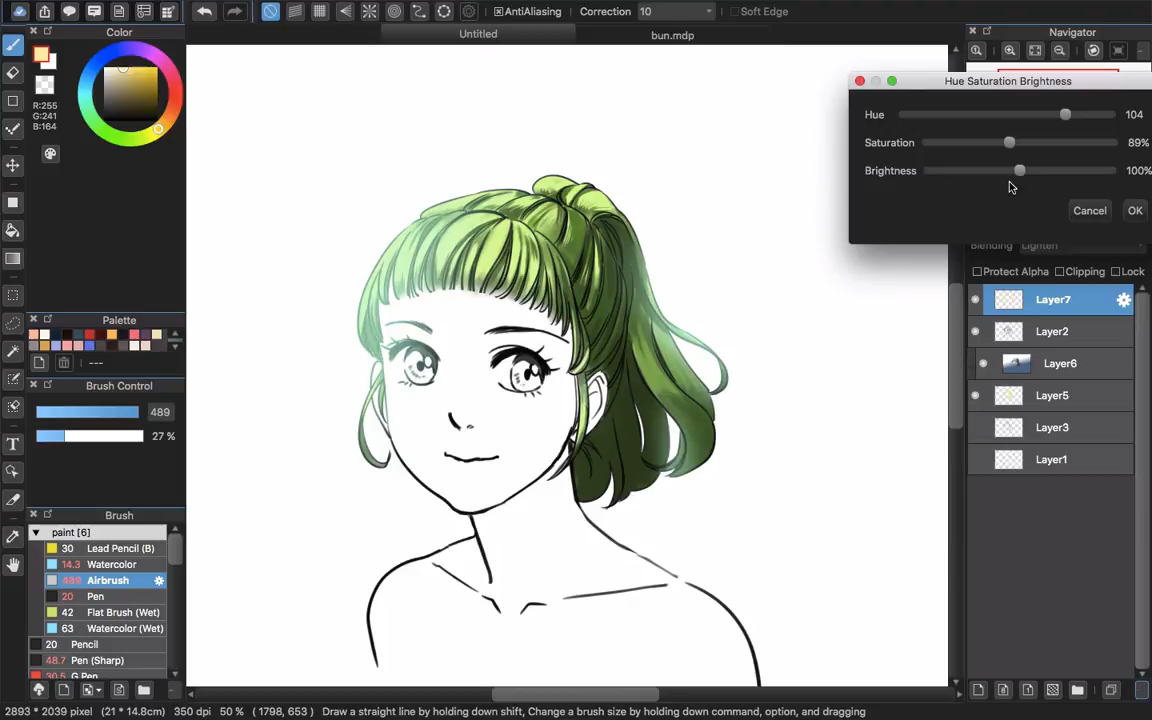 AntiAliasing Correction 10 Soft Edge
Color
Untitled
bun.mdp
Navigator
R:255
G:241
B:164
Hue Saturation Brightness
Hue 104
Saturation 89%
Brightness 100%
Cancel OK
Blending Lighten
Protect Alpha Clipping Lock
Layer7
Layer2
Layer6
Layer5
Layer3
Layer1
Palette
---
Brush Control
489
27 %
Brush
paint [6]
30 Lead Pencil (B)
14.3 Watercolor
489 Airbrush
20 Pen
42 Flat Brush (Wet)
63 Watercolor (Wet)
20 Pencil
48.7 Pen (Sharp)
30.5 G Pen
2893 * 2039 pixel (21 * 14.8cm) 350 dpi 50 % ( 1798, 653 ) Draw a straight line by holding down shift, Change a brush size by holding down command, option, and dragging